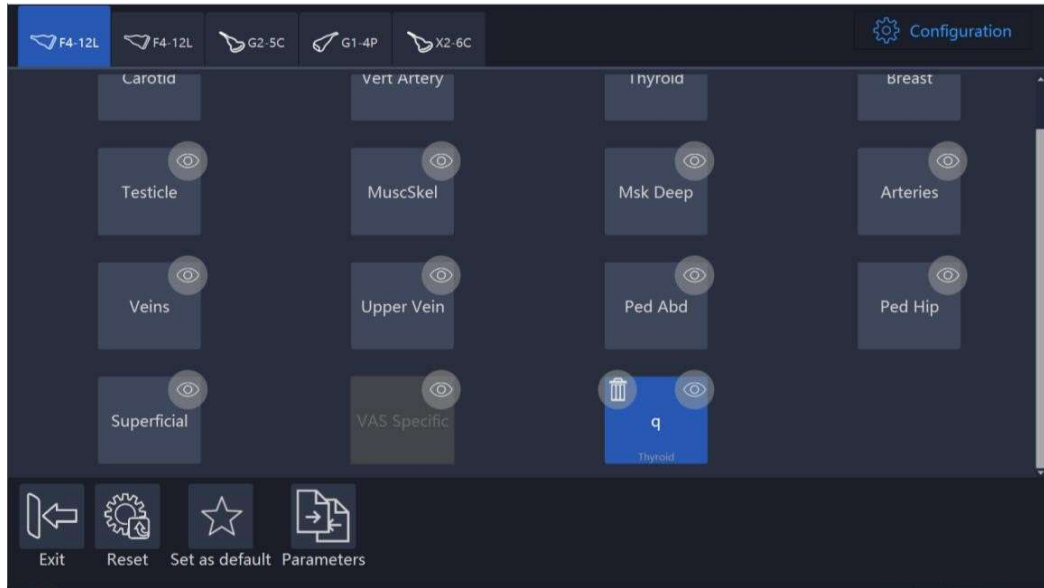 F4-12L F4-12L G2-5C G1-4P X2-6C Configuration
Carotid Vert Artery Thyroid Breast
Testicle MuscSkel Msk Deep Arteries
Veins Upper Vein Ped Abd Ped Hip
Superficial VAS Specific q
Thyroid
Exit Reset Set as default Parameters